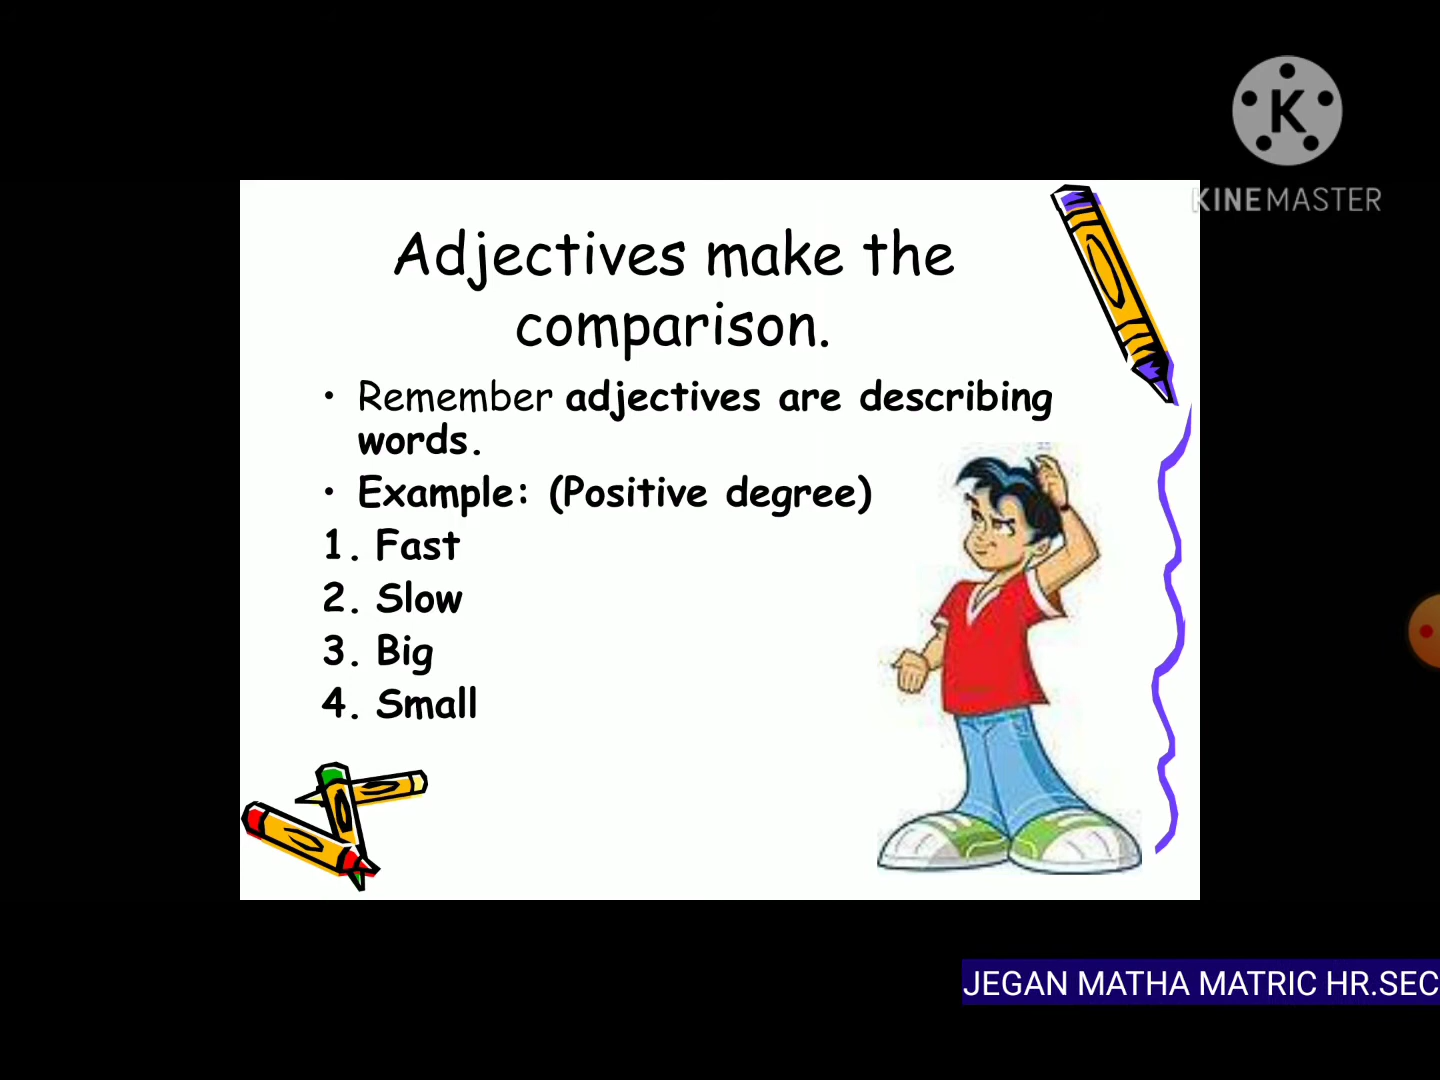 K
KINEMASTER
Adjectives make the
comparison.
• Remember adjectives are describing
words.
• Example: (Positive degree)
1. Fast
2. Slow
3. Big
4. Small
JEGAN MATHA MATRIC HR.SEC